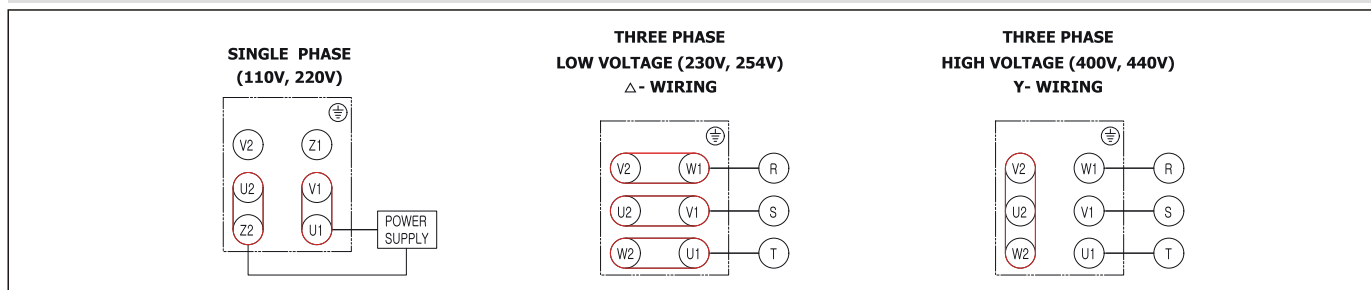 SINGLE PHASE
(110V, 220V)
V2 Z1
U2 V1
Z2 U1
POWER
SUPPLY
THREE PHASE
LOW VOLTAGE (230V, 254V)
△- WIRING
V2 W1 R
U2 V1 S
W2 U1 T
THREE PHASE
HIGH VOLTAGE (400V, 440V)
Y- WIRING
V2 W1 R
U2 V1 S
W2 U1 T